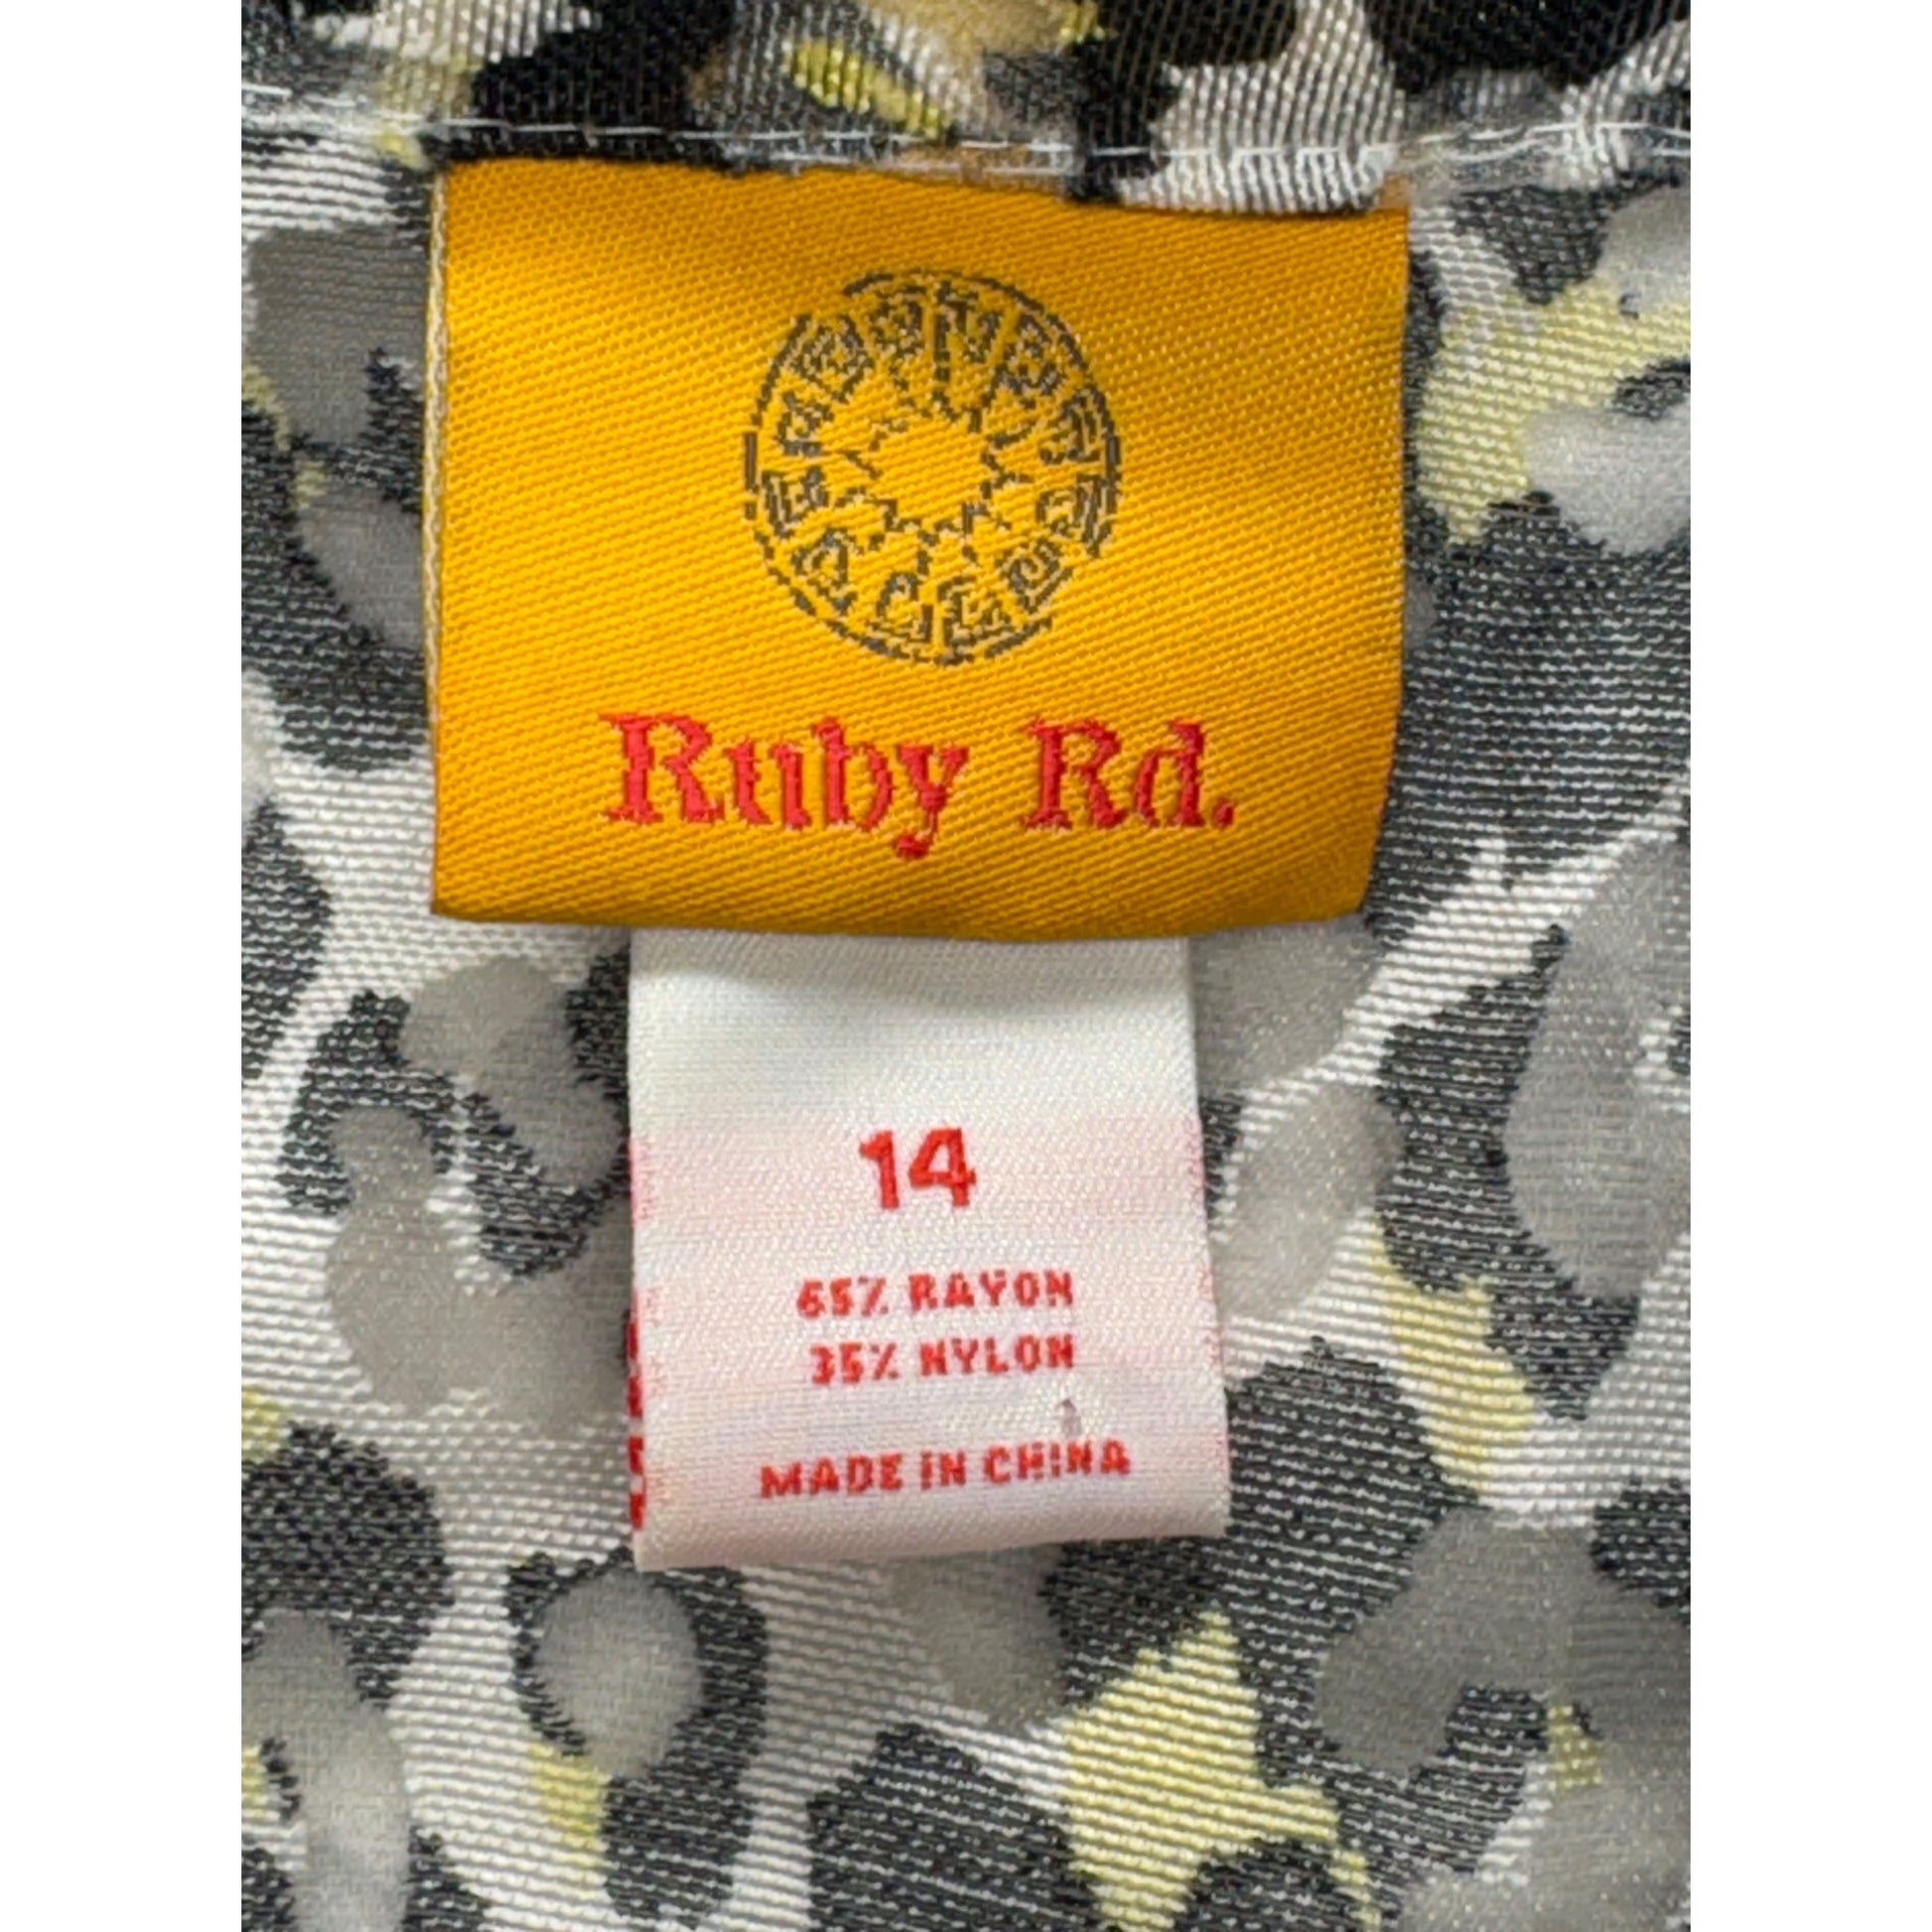 Ruby Rd.
14
65% RAYON
35% NYLON
MADE IN CHINA